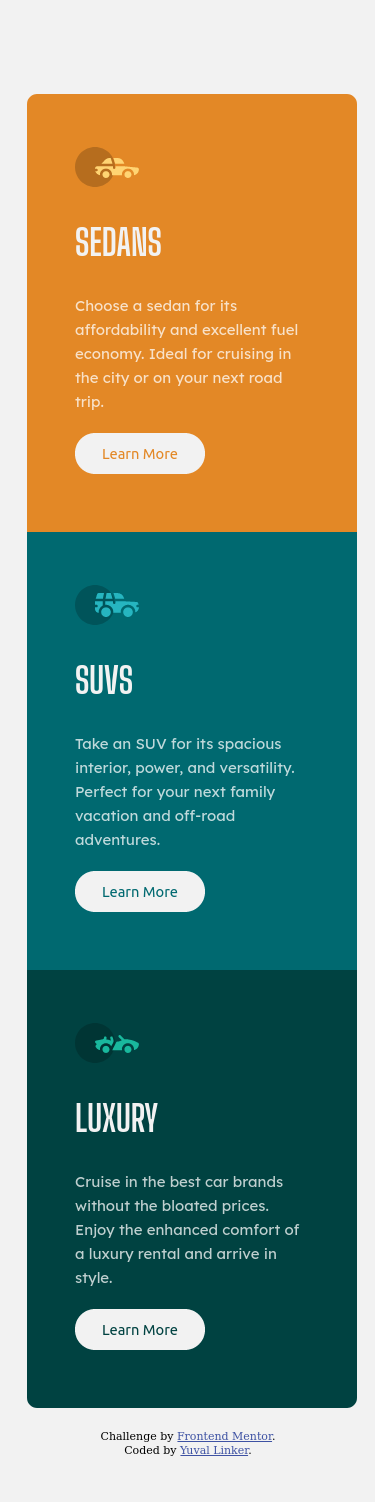 SEDANS
Choose a sedan for its
affordability and excellent fuel
economy. Ideal for cruising in
the city or on your next road
trip.
Learn More
SUVS
Take an SUV for its spacious
interior, power, and versatility.
Perfect for your next family
vacation and off-road
adventures.
Learn More
LUXURY
Cruise in the best car brands
without the bloated prices.
Enjoy the enhanced comfort of
a luxury rental and arrive in
style.
Learn More
Challenge by Frontend Mentor.
Coded by Yuval Linker.